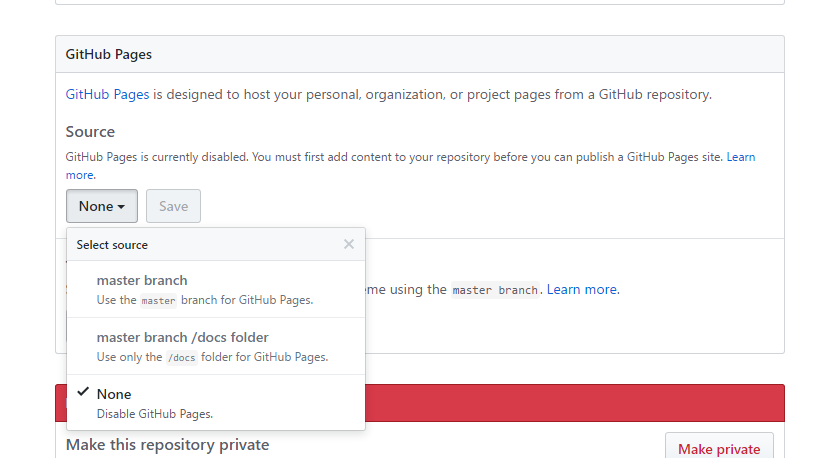 GitHub Pages
GitHub Pages is designed to host your personal, organization, or project pages from a GitHub repository.
Source
GitHub Pages is currently disabled. You must first add content to your repository before you can publish a GitHub Pages site. Learn
more.
None
Save
Select source
master branch
Use the master branch for GitHub Pages.
eme using the master branch. Learn more.
master branch /docs folder
Use only the /docs folder for GitHub Pages.
None
Disable GitHub Pages.
Make this repository private
Make private